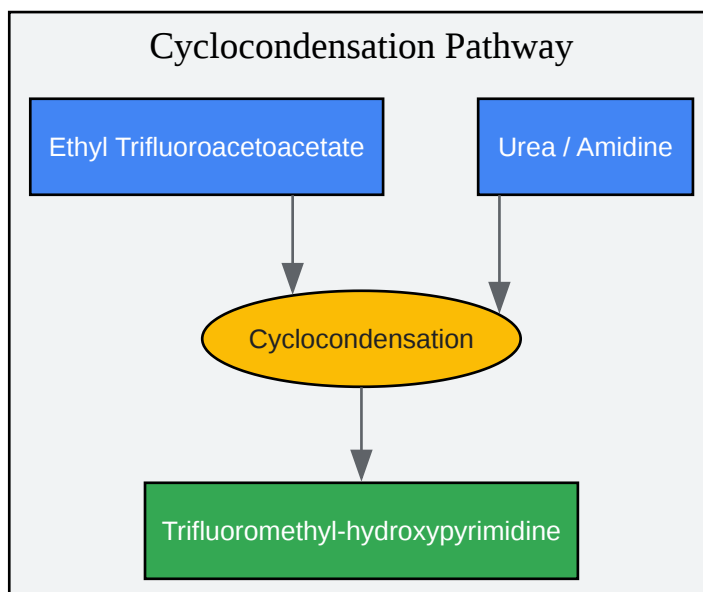 Cyclocondensation Pathway
Ethyl Trifluoroacetoacetate
Urea / Amidine
Cyclocondensation
Trifluoromethyl-hydroxypyrimidine